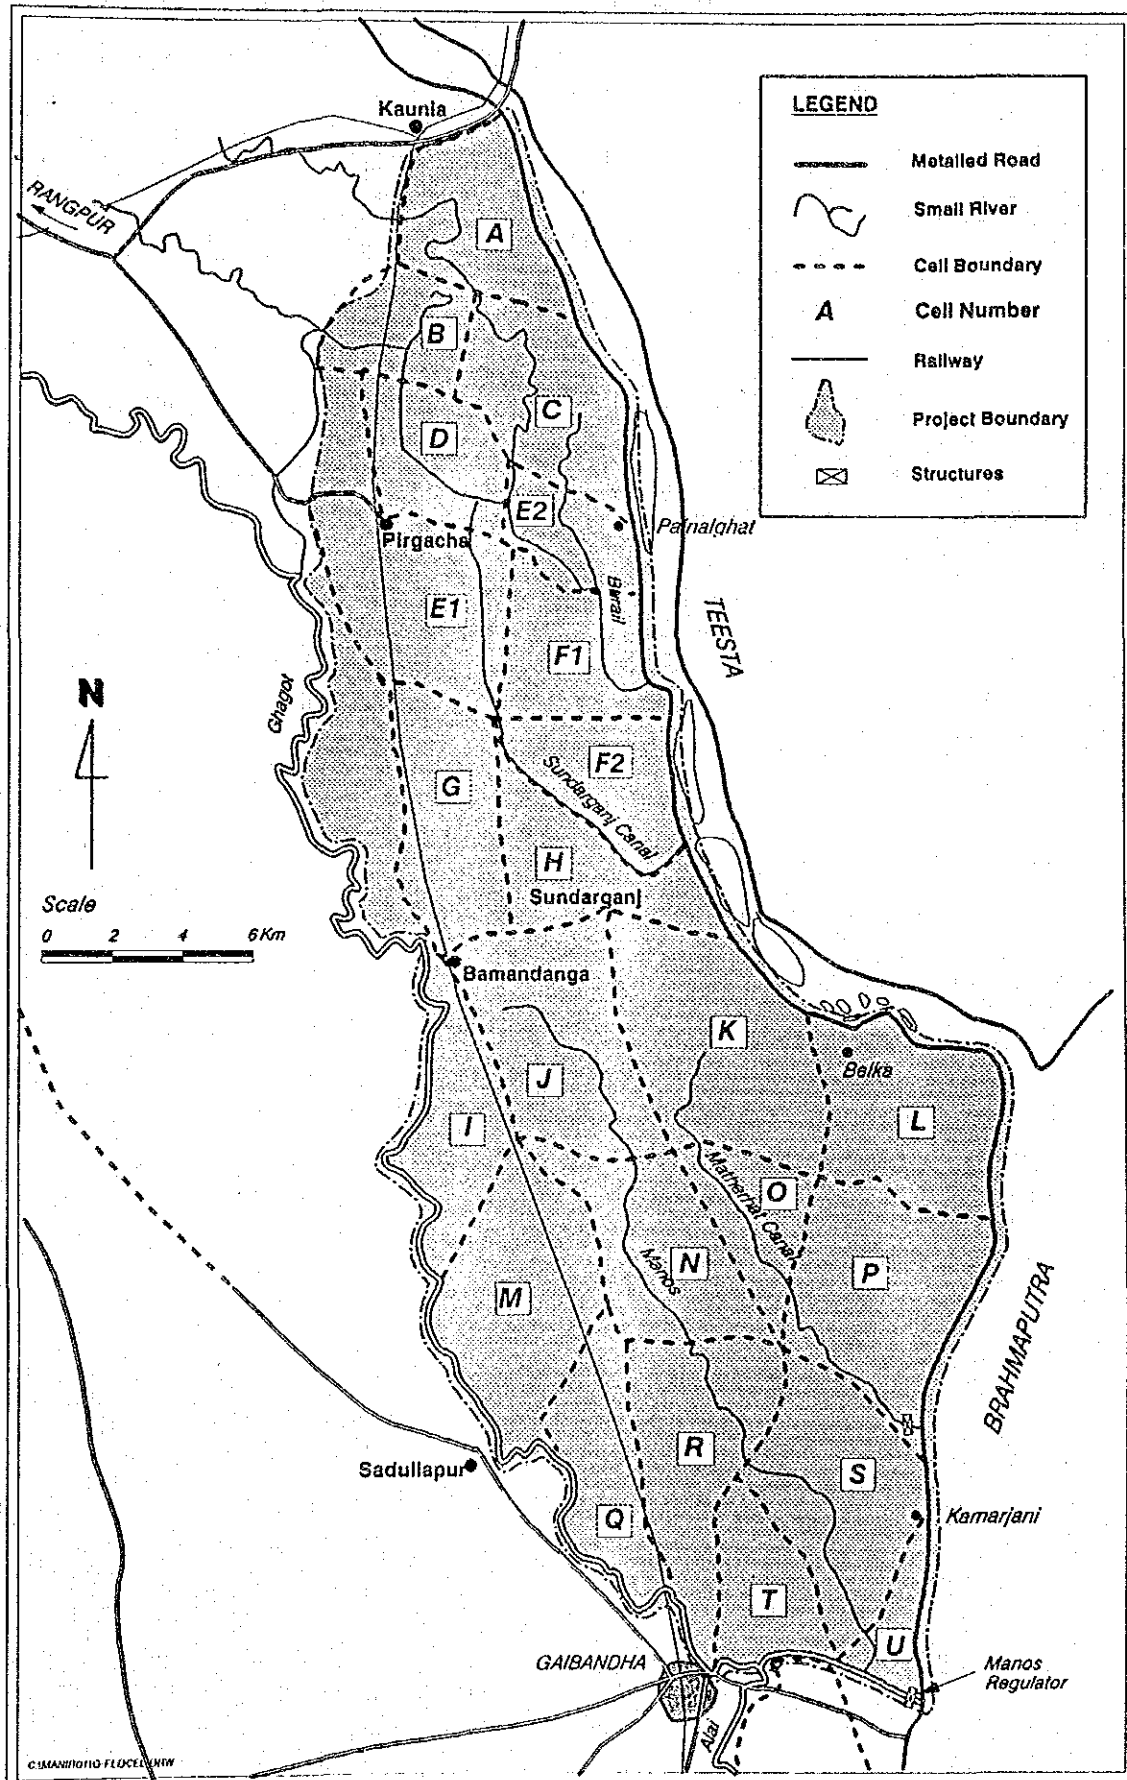 LEGEND
Metalled Road
Small River
Cell Boundary
A
Cell Number
Railway
Project Boundary
Structures
Kaunia
RANGPUR
A
B
C
D
E2
Pirgacha
E1
Burail
F1
TEESTA
Ghagot
N
F2
G
Sundarganj Canal
H
Sundarganj
Scale
0 2 4 6 Km
Bamandanga
K
Belka
J
I
L
O
Matherhat Canal
P
N
Manos
M
BRAHMAPUTRA
R
S
Sadullapur
Q
Kamarjani
T
U
GAIBANDHA
Manos
Regulator
Alai